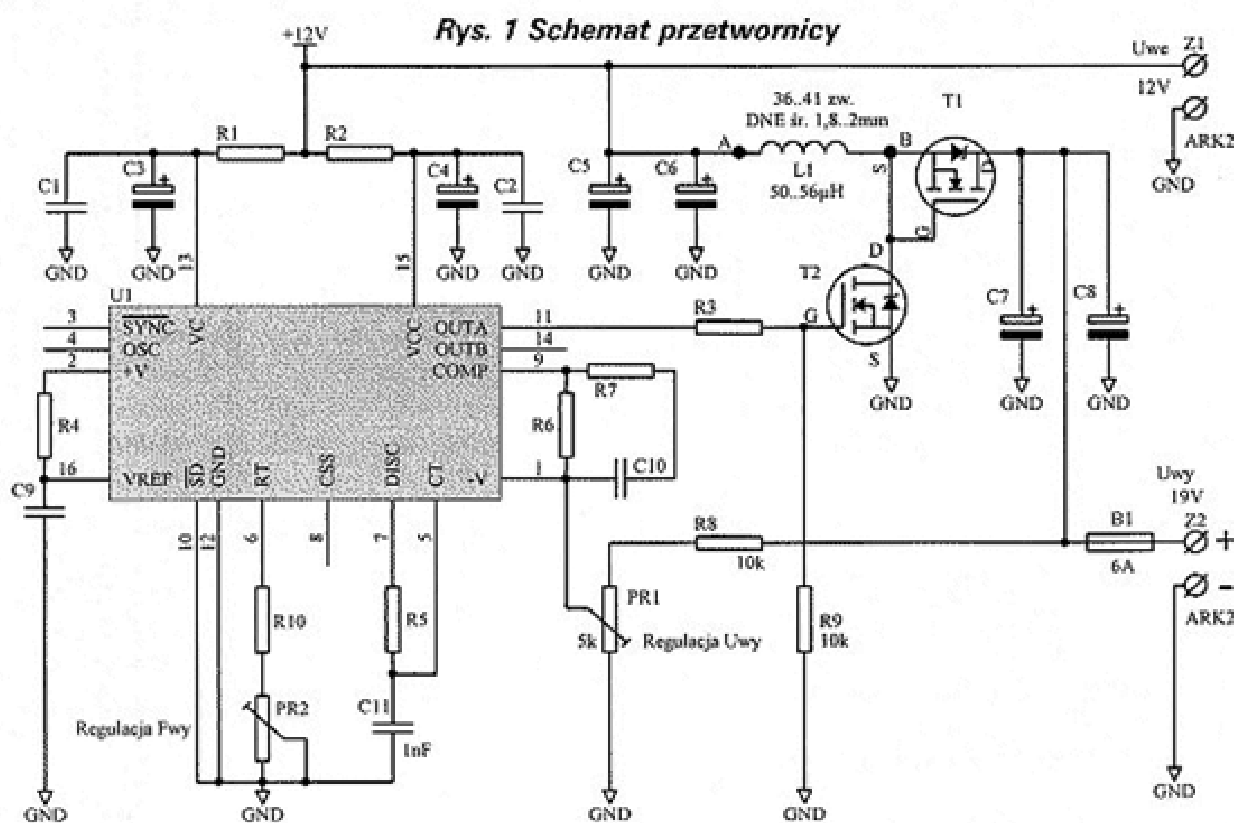 Rys. 1 Schemat przetwornicy
+12V
Uwe
Z1
12V
ARK2
GND
36..41 zw.
DNE śr. 1,8..2mm
T1
R1
R2
A
B
S
D
G
L1
50..56µH
C1
C3
C4
C2
C5
C6
+
+
+
+
GND
GND
GND
GND
GND
GND
13
15
U1
T2
D
G
S
GND
C7
C8
+
+
GND
GND
3
SYNC
4
OSC
2
+V
16
VREF
VC
VCC
OUTA
11
OUTB
14
COMP
9
-V
1
SD
GND
RT
CSS
DISC
CT
10
12
6
8
7
5
R3
R4
R7
R6
C10
C9
R8
10k
Uwy
19V
B1
Z2
+
6A
-
ARK2
R10
R5
PR1
5k
Regulacja Uwy
R9
10k
PR2
Regulacja Pwy
C11
1nF
GND
GND
GND
GND
GND